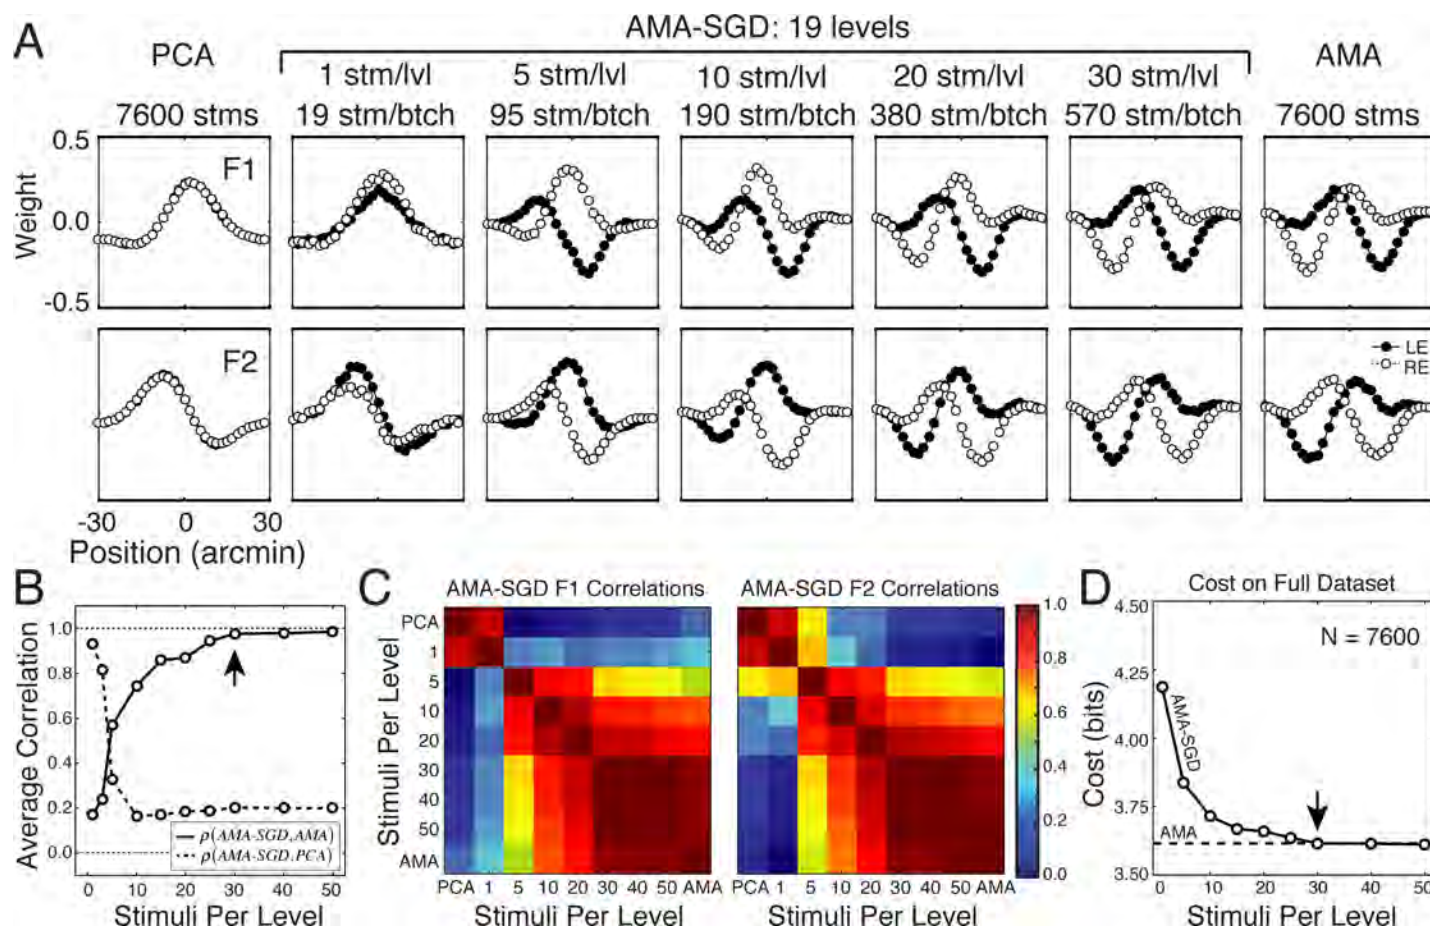 A
AMA-SGD: 19 levels
PCA
1 stm/lvl
5 stm/lvl
10 stm/lvl
20 stm/lvl
30 stm/lvl
AMA
7600 stms
19 stm/btch
95 stm/btch
190 stm/btch
380 stm/btch
570 stm/btch
7600 stms
0.5
0.0
-0.5
Weight
F1
F2
LE
RE
-30 0 30
Position (arcmin)
B
1.0
0.8
0.6
0.4
0.2
0.0
Average Correlation
ρ(AMA-SGD,AMA)
ρ(AMA-SGD,PCA)
0 10 20 30 40 50
Stimuli Per Level
C
AMA-SGD F1 Correlations
PCA
1
5
10
20
30
40
50
AMA
Stimuli Per Level
PCA 1 5 10 20 30 40 50 AMA
Stimuli Per Level
AMA-SGD F2 Correlations
PCA 1 5 10 20 30 40 50 AMA
Stimuli Per Level
1.0
0.8
0.6
0.4
0.2
0.0
D
Cost on Full Dataset
4.50
4.25
4.00
3.75
3.50
Cost (bits)
N = 7600
AMA-SGD
AMA
0 10 20 30 40 50
Stimuli Per Level